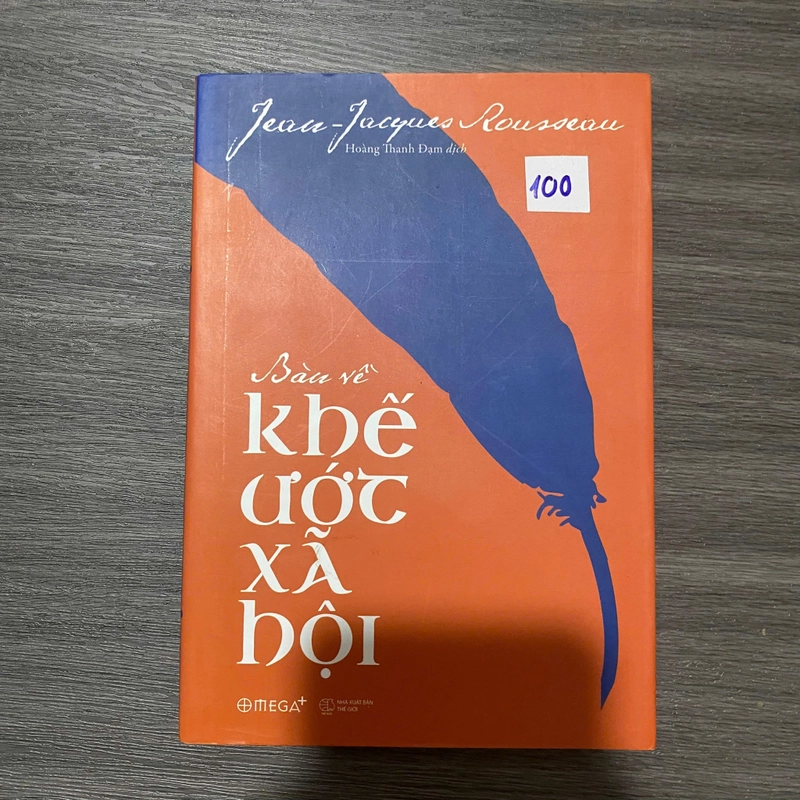 Jean-Jacques Rousseau
Hoàng Thanh Đạm dịch
100
Bàn về
Khế
ước
xã
hội
OMEGA+
NHÀ XUẤT BẢN
THẾ GIỚI